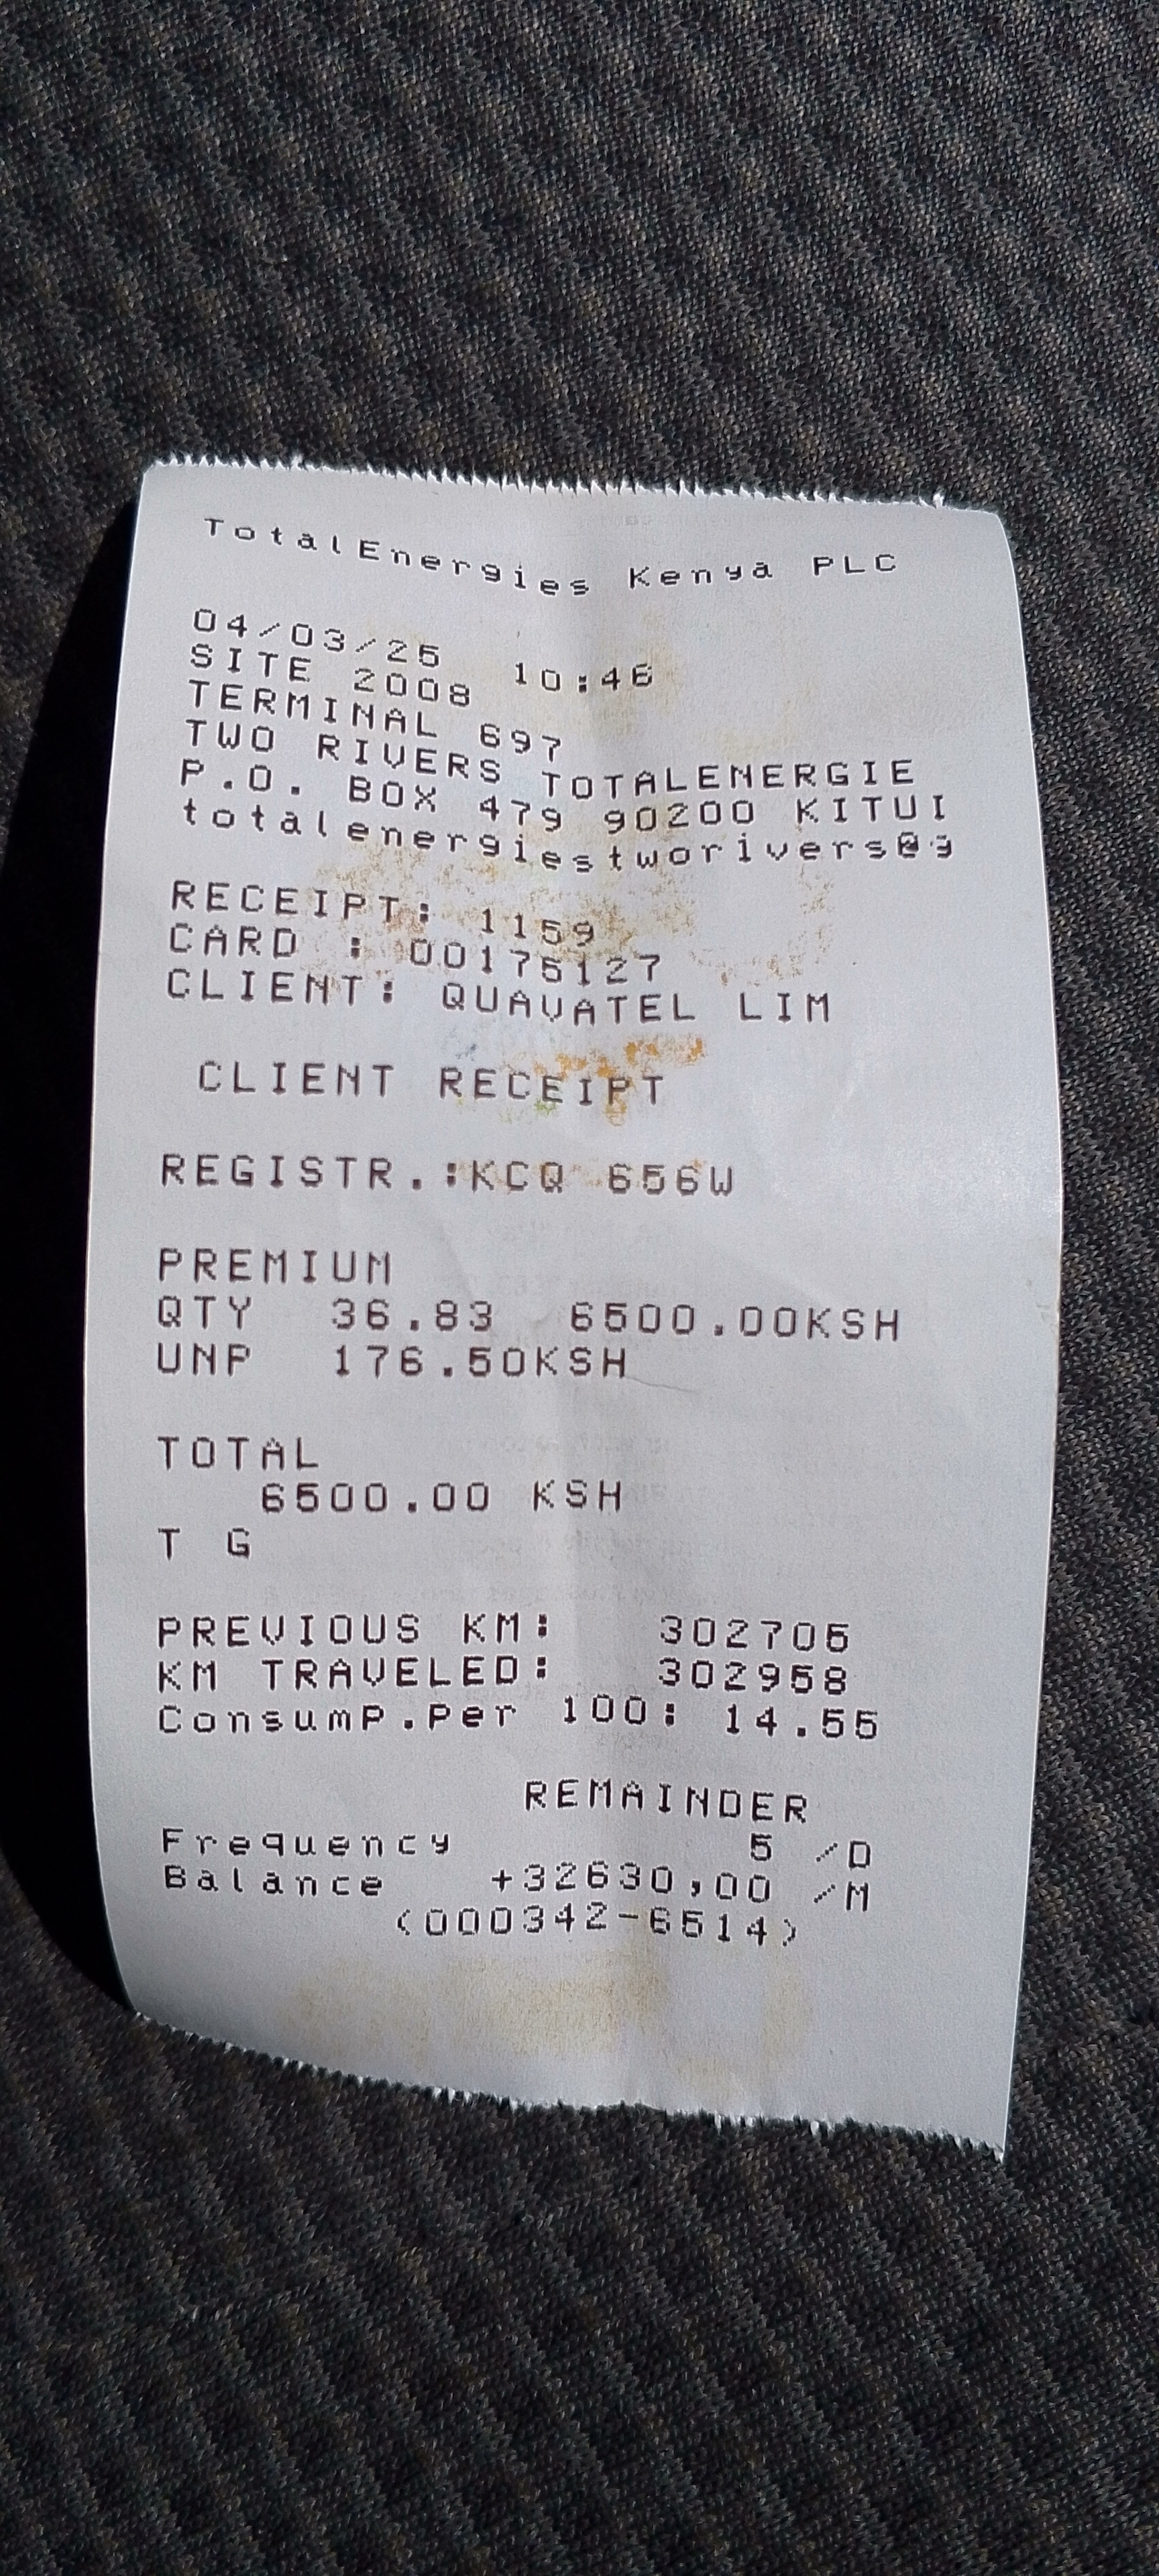 TotalEnergies Kenya PLC
04/03/25 10:46
SITE 2008
TERMINAL 697
TWO RIVERS TOTALENERGIE
P.O. BOX 479 90200 KITUI
totalenergiestworivers@g
RECEIPT: 1159
CARD : 00175127
CLIENT: QUAVATEL LIM
CLIENT RECEIPT
REGISTR.:KCQ 656W
PREMIUM
QTY 36.83 6500.00KSH
UNP 176.50KSH
TOTAL
6500.00 KSH
T G
PREVIOUS KM: 302705
KM TRAVELED: 302958
Consump.Per 100: 14.55
REMAINDER
Frequency 5 /D
Balance +32630,00 /M
(000342-6514)